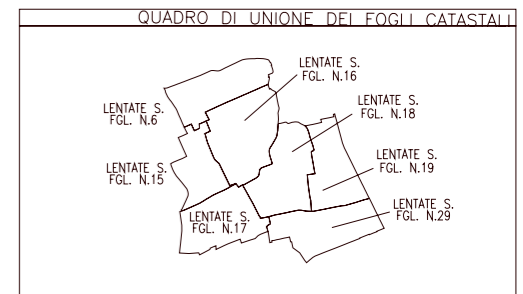 QUADRO DI UNIONE DEI FOGLI CATASTALI
LENTATE S.
FGL. N.16
LENTATE S.
FGL. N.6
LENTATE S.
FGL. N.18
LENTATE S.
FGL. N.15
LENTATE S.
FGL. N.19
LENTATE S.
FGL. N.17
LENTATE S.
FGL. N.29